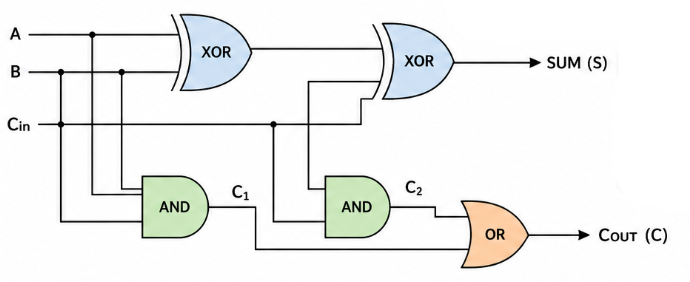 A
XOR
XOR
SUM (S)
B
Cin
AND
C₁
AND
C₂
OR
COUT (C)